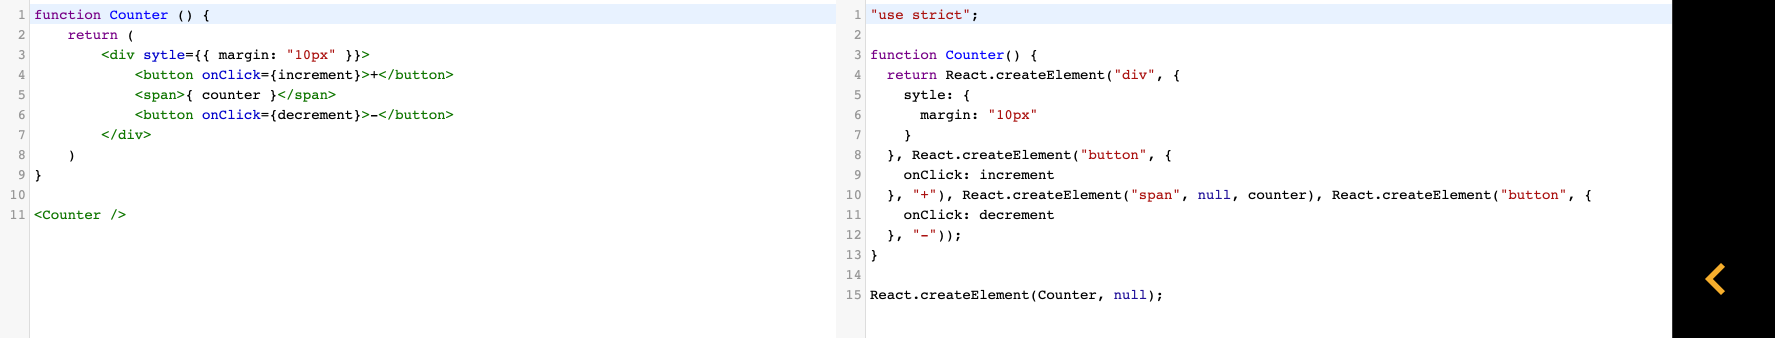 1 function Counter () {
2     return (
3         <div sytle={{ margin: "10px" }}>
4             <button onClick={increment}>+</button>
5             <span>{ counter }</span>
6             <button onClick={decrement}>-</button>
7         </div>
8     )
9 }
10
11 <Counter />
1 "use strict";
2
3 function Counter() {
4   return React.createElement("div", {
5     sytle: {
6       margin: "10px"
7     }
8   }, React.createElement("button", {
9     onClick: increment
10   }, "+"), React.createElement("span", null, counter), React.createElement("button", {
11     onClick: decrement
12   }, "-"));
13 }
14
15 React.createElement(Counter, null);